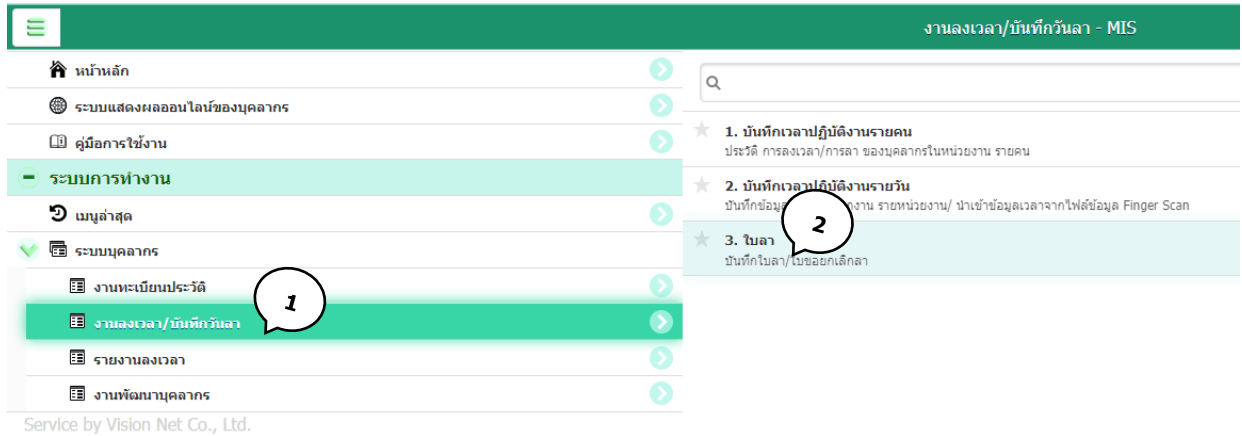 งานลงเวลา/บันทึกวันลา - MIS
หน้าหลัก
ระบบแสดงผลออนไลน์ของบุคลากร
คู่มือการใช้งาน
ระบบการทำงาน
เมนูล่าสุด
ระบบบุคลากร
งานทะเบียนประวัติ
1
งานลงเวลา/บันทึกวันลา
รายงานลงเวลา
งานพัฒนาบุคลากร
Service by Vision Net Co., Ltd.
1. บันทึกเวลาปฏิบัติงานรายคน
ประวัติ การลงเวลา/การลา ของบุคลากรในหน่วยงาน รายคน
2. บันทึกเวลาปฏิบัติงานรายวัน
บันทึกข้อมูล งาน รายหน่วยงาน/ นำเข้าข้อมูลเวลาจากไฟล์ข้อมูล Finger Scan
2
3. ใบลา
บันทึกใบลา/ใบขอยกเลิกลา